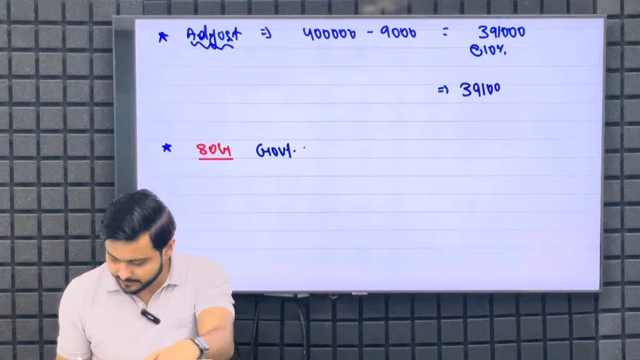 * Adjust => 400000 - 9000 = 391000
@10%
=> 39100
* 80G Govt.